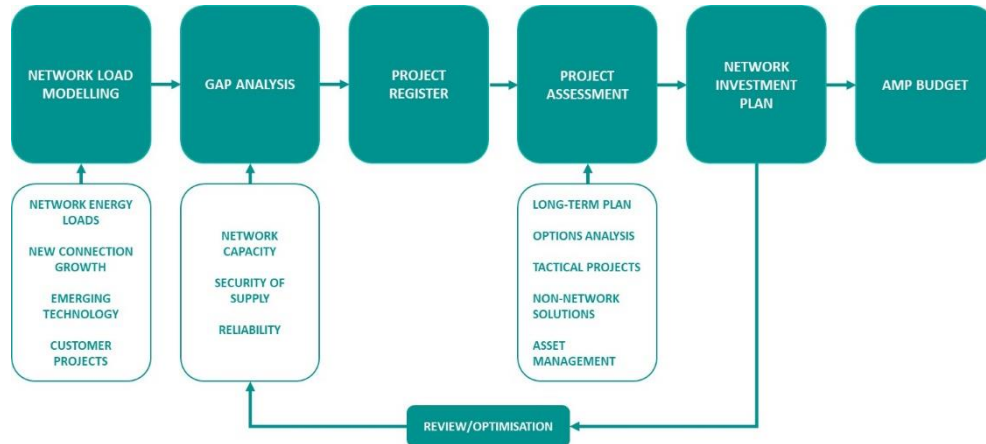 NETWORK LOAD
MODELLING
GAP ANALYSIS
PROJECT
REGISTER
PROJECT
ASSESSMENT
NETWORK
INVESTMENT
PLAN
AMP BUDGET
NETWORK ENERGY
LOADS
NEW CONNECTION
GROWTH
EMERGING
TECHNOLOGY
CUSTOMER
PROJECTS
NETWORK
CAPACITY
SECURITY OF
SUPPLY
RELIABILITY
LONG-TERM PLAN
OPTIONS ANALYSIS
TACTICAL PROJECTS
NON-NETWORK
SOLUTIONS
ASSET
MANAGEMENT
REVIEW/OPTIMISATION